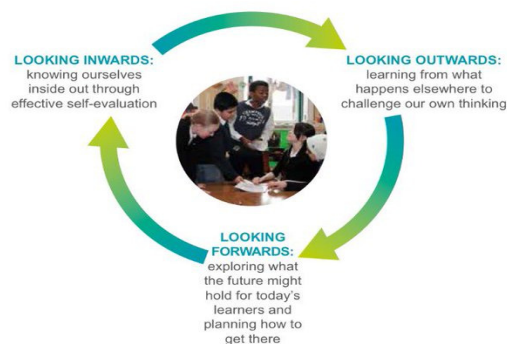 LOOKING INWARDS:
knowing ourselves
inside out through
effective self-evaluation
LOOKING OUTWARDS:
learning from what
happens elsewhere to
challenge our own thinking
LOOKING
FORWARDS:
exploring what
the future might
hold for today's
learners and
planning how to
get there